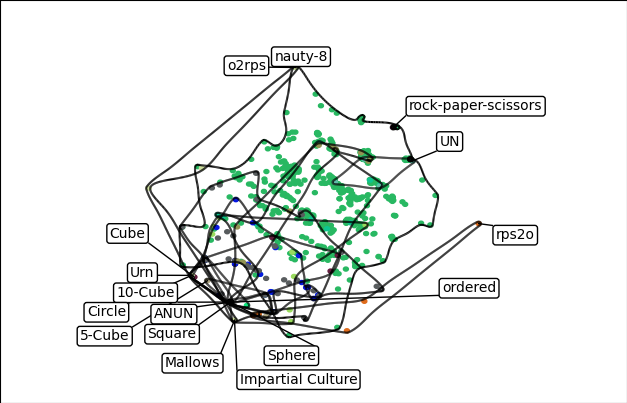 nauty-8
o2rps
rock-paper-scissors
UN
Cube
rps2o
Urn
ordered
10-Cube
Circle
ANUN
5-Cube
Square
Sphere
Mallows
Impartial Culture